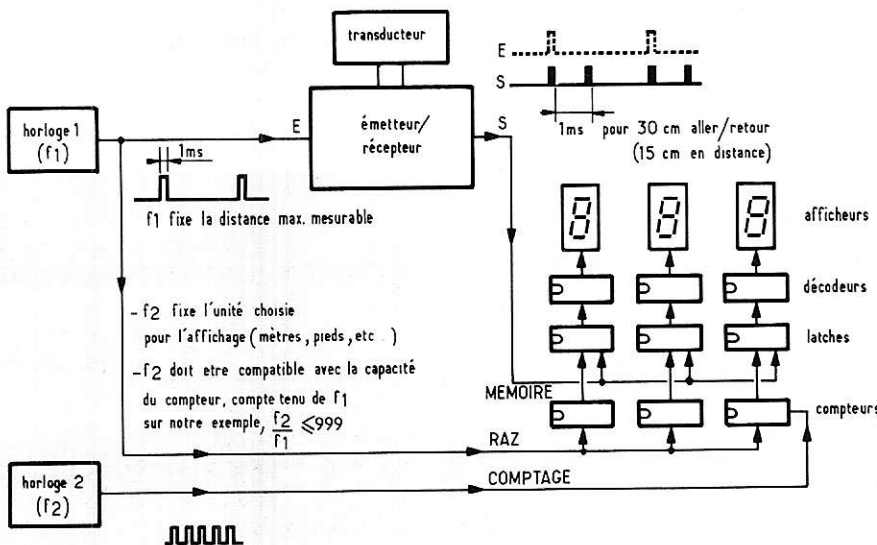 transducteur
E
S
horloge 1
(f1)
E
émetteur/
récepteur
S
1ms
1ms pour 30 cm aller/retour
(15 cm en distance)
f1 fixe la distance max. mesurable
afficheurs
décodeurs
latches
-f2 fixe l'unité choisie
pour l'affichage (mètres, pieds, etc..)
-f2 doit etre compatible avec la capacité
du compteur, compte tenu de f1
sur notre exemple, f2/f1 ⩽999
MEMOIRE
compteurs
RAZ
horloge 2
(f2)
COMPTAGE
8 8 8